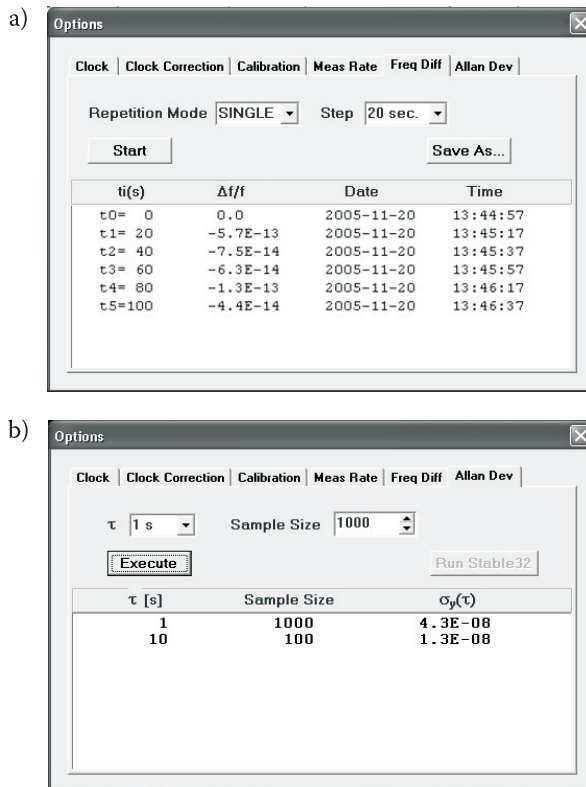 a)
Options
Clock Clock Correction Calibration Meas Rate Freq Diff Allan Dev
Repetition Mode SINGLE Step 20 sec.
Start Save As...
ti(s) Δf/f Date Time
t0= 0 0.0 2005-11-20 13:44:57
t1= 20 -5.7E-13 2005-11-20 13:45:17
t2= 40 -7.5E-14 2005-11-20 13:45:37
t3= 60 -6.3E-14 2005-11-20 13:45:57
t4= 80 -1.3E-13 2005-11-20 13:46:17
t5=100 -4.4E-14 2005-11-20 13:46:37
b)
Options
Clock Clock Correction Calibration Meas Rate Freq Diff Allan Dev
τ 1 s Sample Size 1000
Execute Run Stable32
τ [s] Sample Size σy(τ)
1 1000 4.3E-08
10 100 1.3E-08